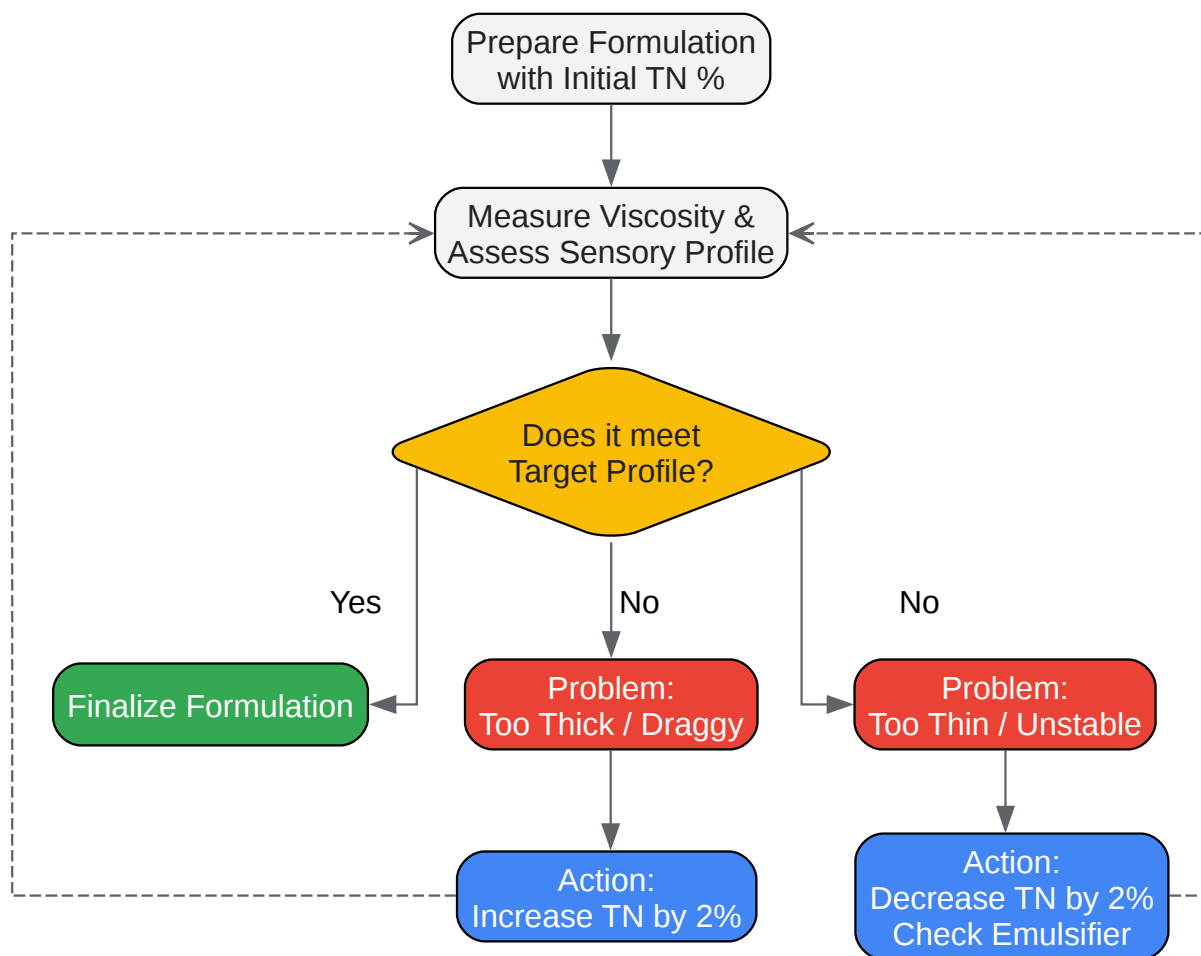 Prepare Formulation
with Initial TN %
Measure Viscosity &
Assess Sensory Profile
Does it meet
Target Profile?
Yes
No
No
Finalize Formulation
Problem:
Too Thick / Draggy
Problem:
Too Thin / Unstable
Action:
Increase TN by 2%
Action:
Decrease TN by 2%
Check Emulsifier